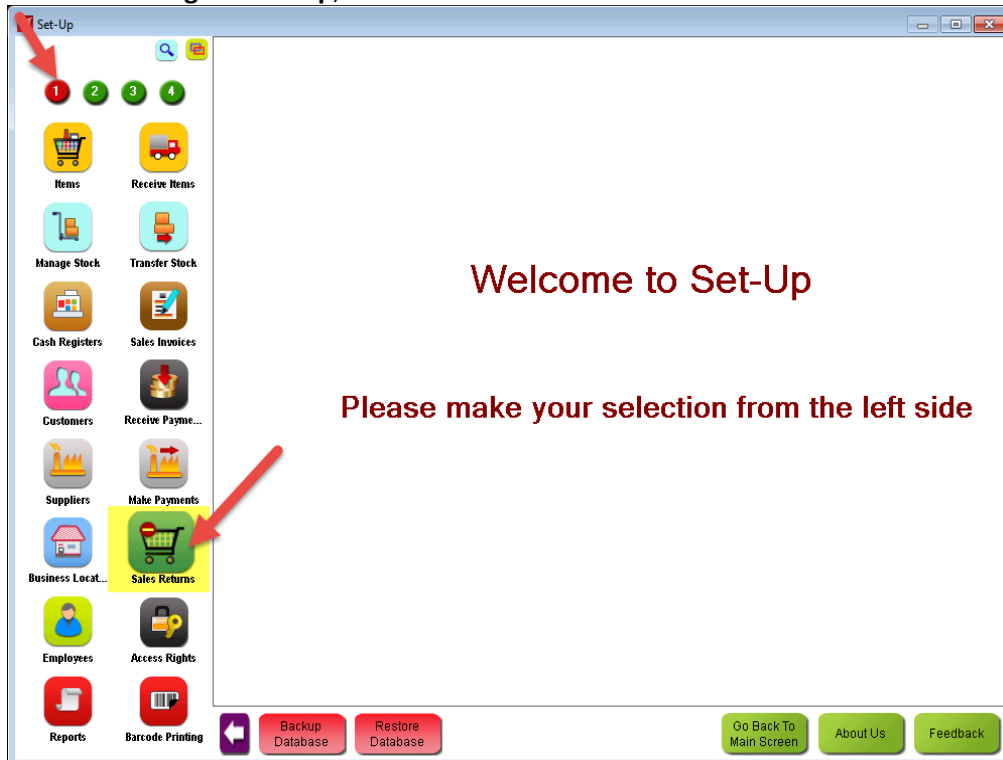 Set-Up
1 2 3 4
Items Receive Items
Manage Stock Transfer Stock
Cash Registers Sales Invoices
Customers Receive Payme...
Suppliers Make Payments
Business Locat... Sales Returns
Employees Access Rights
Reports Barcode Printing
Welcome to Set-Up
Please make your selection from the left side
Backup
Database
Restore
Database
Go Back To
Main Screen
About Us
Feedback